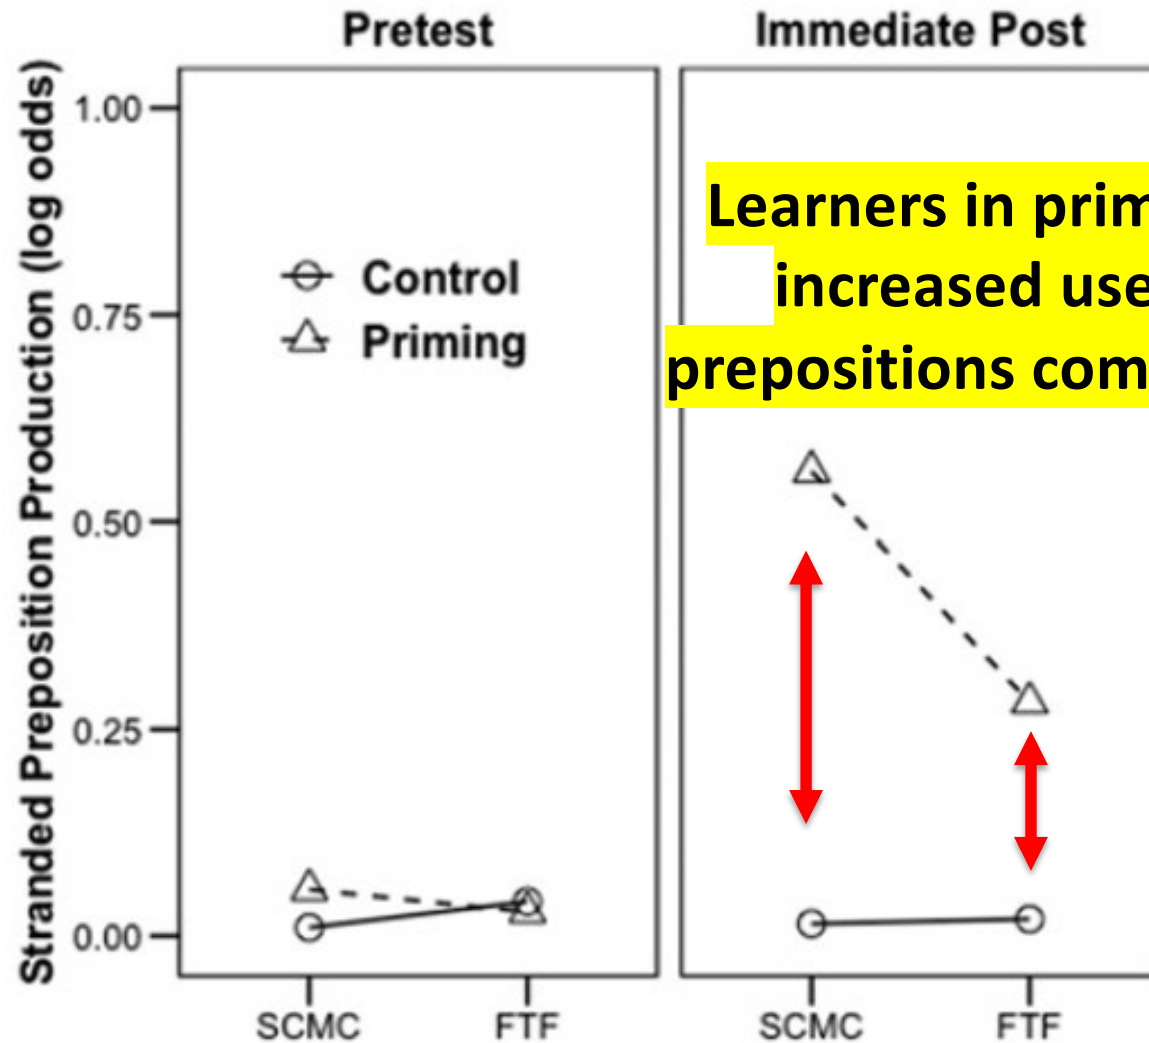 Pretest
Immediate Post
Stranded Preposition Production (log odds)
1.00
0.75
0.50
0.25
0.00
Control
Priming
Learners in prim
increased use
prepositions com
SCMC
FTF
SCMC
FTF